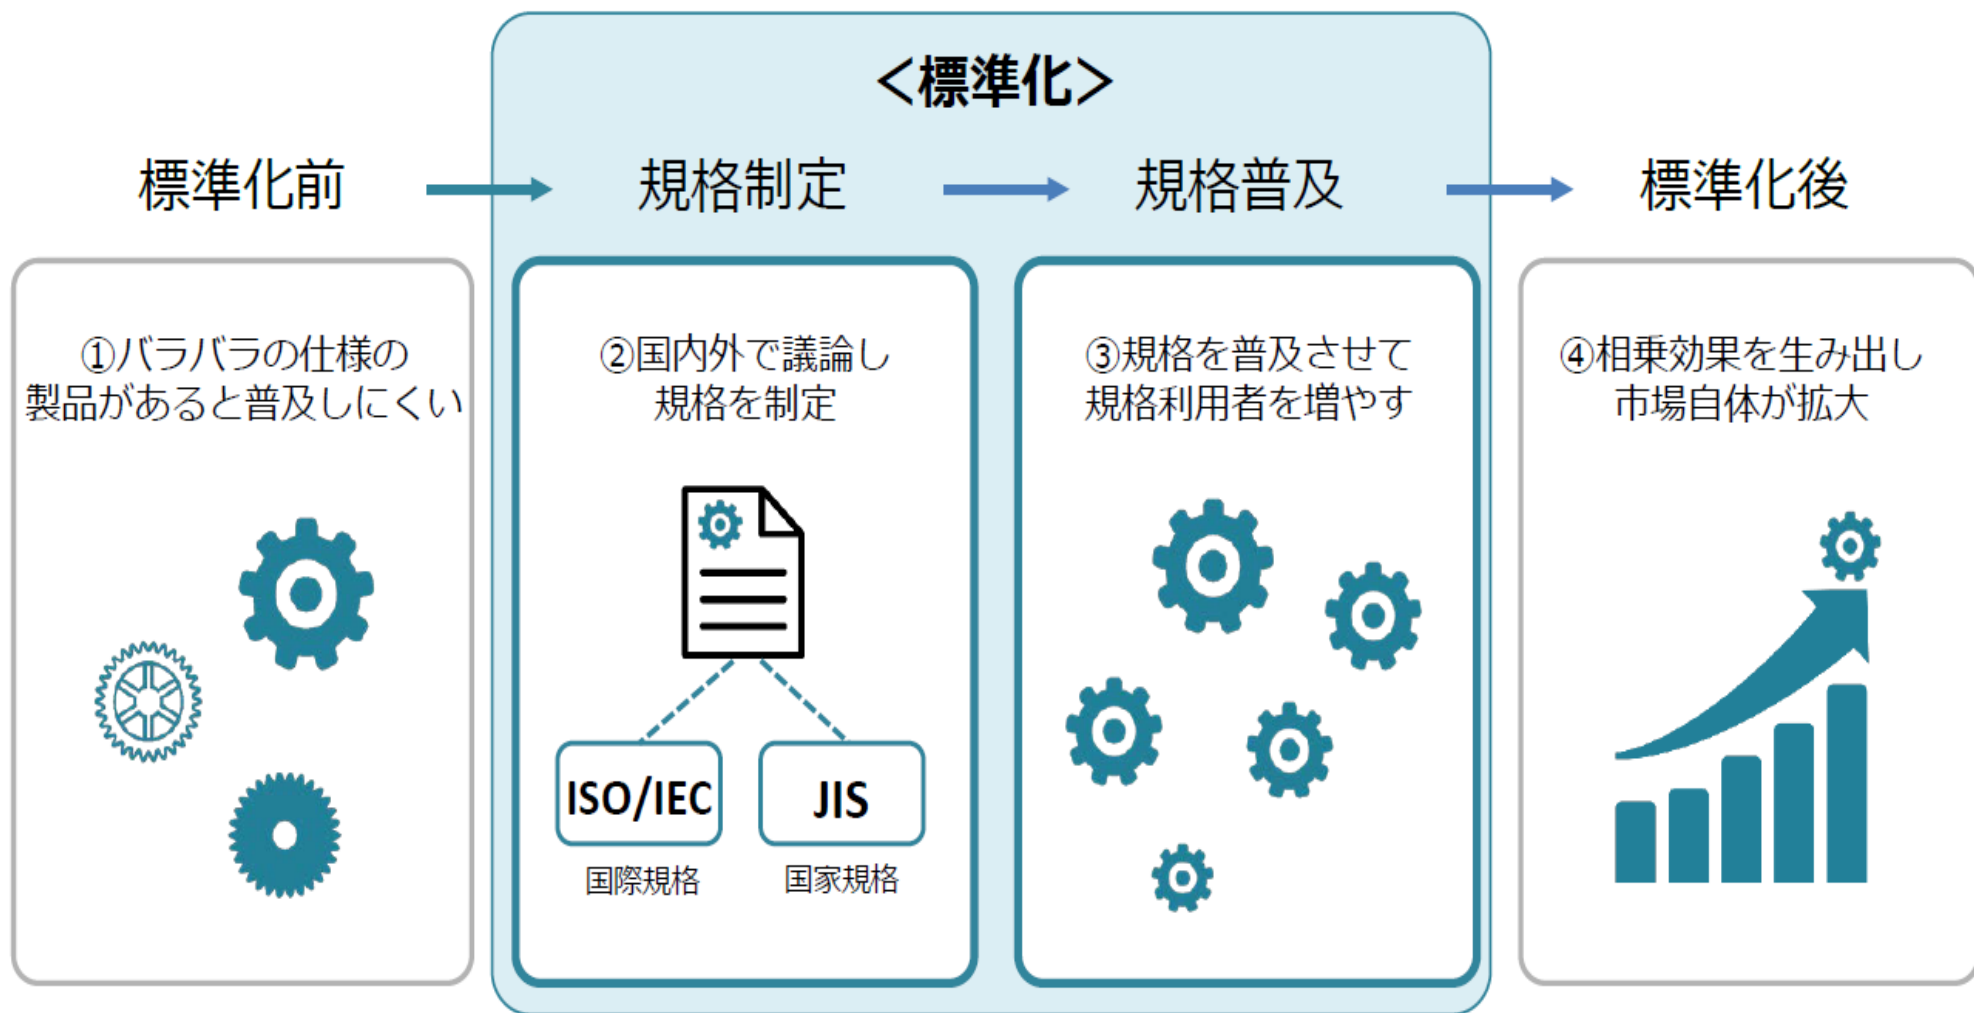 ＜標準化＞
標準化前
規格制定
規格普及
標準化後
①バラバラの仕様の
製品があると普及しにくい
②国内外で議論し
規格を制定
ISO/IEC
JIS
国際規格
国家規格
③規格を普及させて
規格利用者を増やす
④相乗効果を生み出し
市場自体が拡大